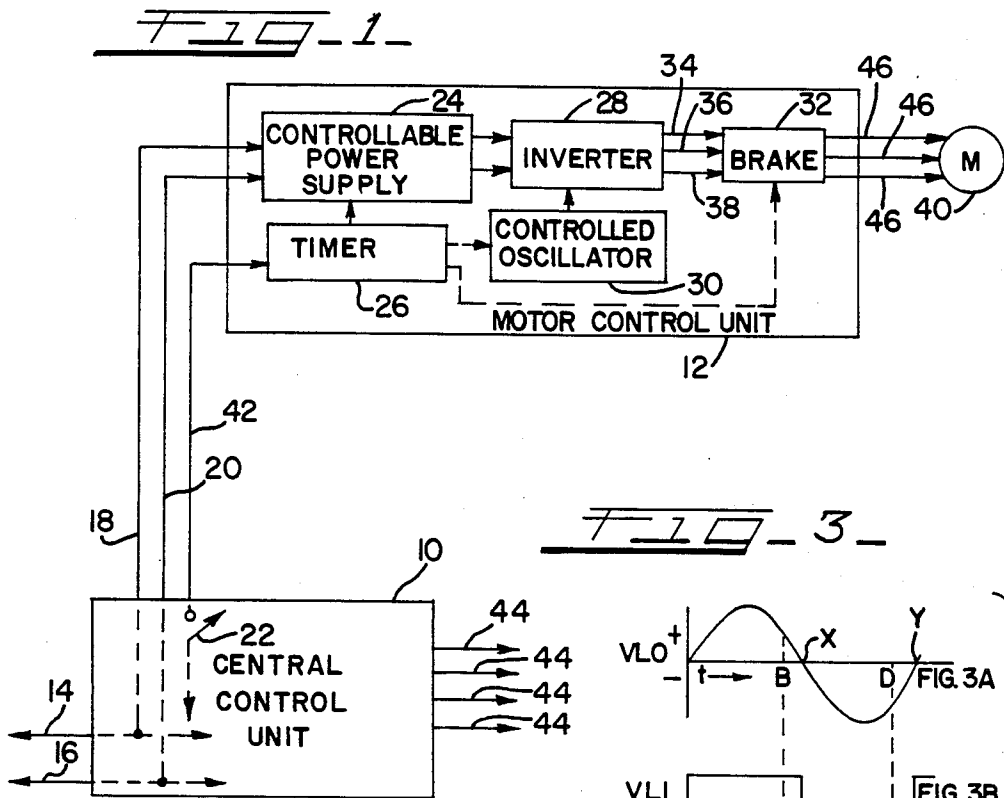 Fig-1-
24
28
34
36
32
46
CONTROLLABLE
POWER
SUPPLY
INVERTER
BRAKE
46
M
46
38
40
TIMER
CONTROLLED
OSCILLATOR
26
30
MOTOR CONTROL UNIT
12
42
20
18
Fig-3-
10
22
44
CENTRAL
CONTROL
UNIT
44
44
44
14
16
VLO
+
-
t
B
X
D
Y
FIG. 3A
VLI
FIG. 3B